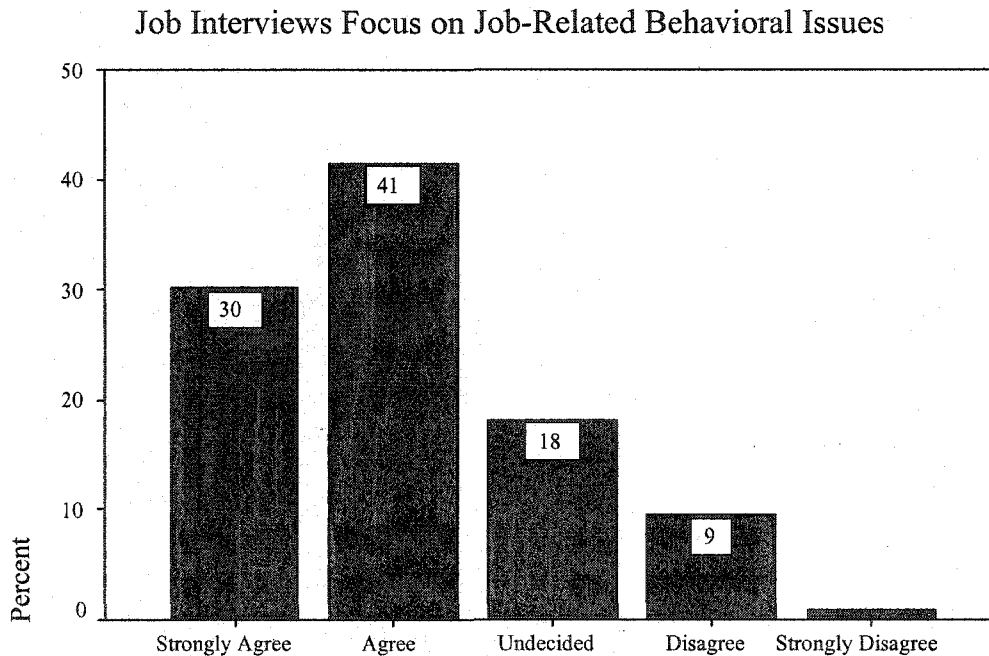 Job Interviews Focus on Job-Related Behavioral Issues
50
40
30
20
10
0
Percent
30
41
18
9
Strongly Agree
Agree
Undecided
Disagree
Strongly Disagree